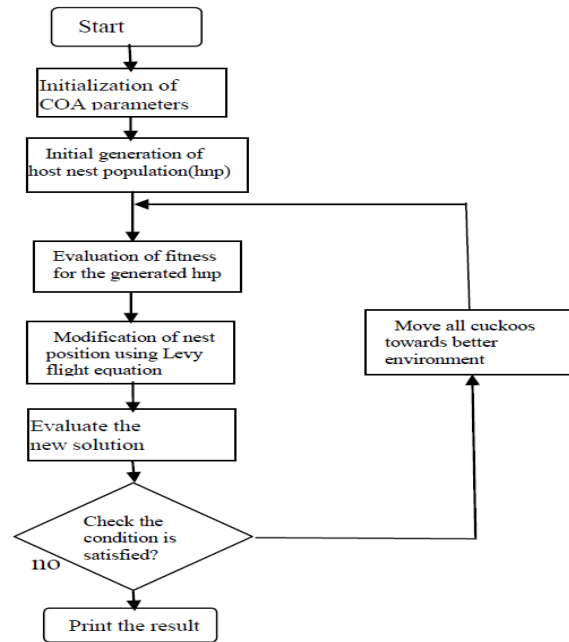 Start
Initialization of
COA parameters
Initial generation of
host nest population(hnp)
Evaluation of fitness
for the generated hnp
Modification of nest
position using Levy
flight equation
Move all cuckoos
towards better
environment
Evaluate the
new solution
Check the
condition is
satisfied?
no
Print the result